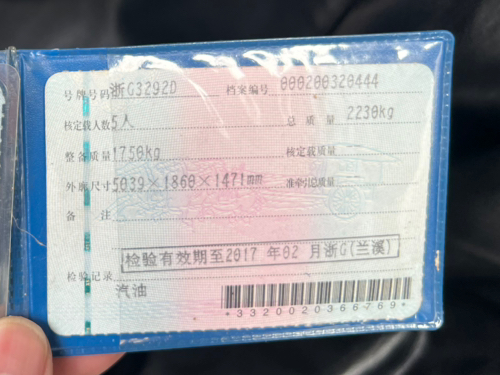 号牌号码 浙G3292D 档案编号 000200320444
核定载人数 5人 总质量 2230kg
整备质量 1750kg 核定载质量
外廓尺寸 5039×1860×1471mm 准牵引总质量
备注
检验有效期至2017年02月浙G(兰溪)
检验记录
汽油
*3320020366769*